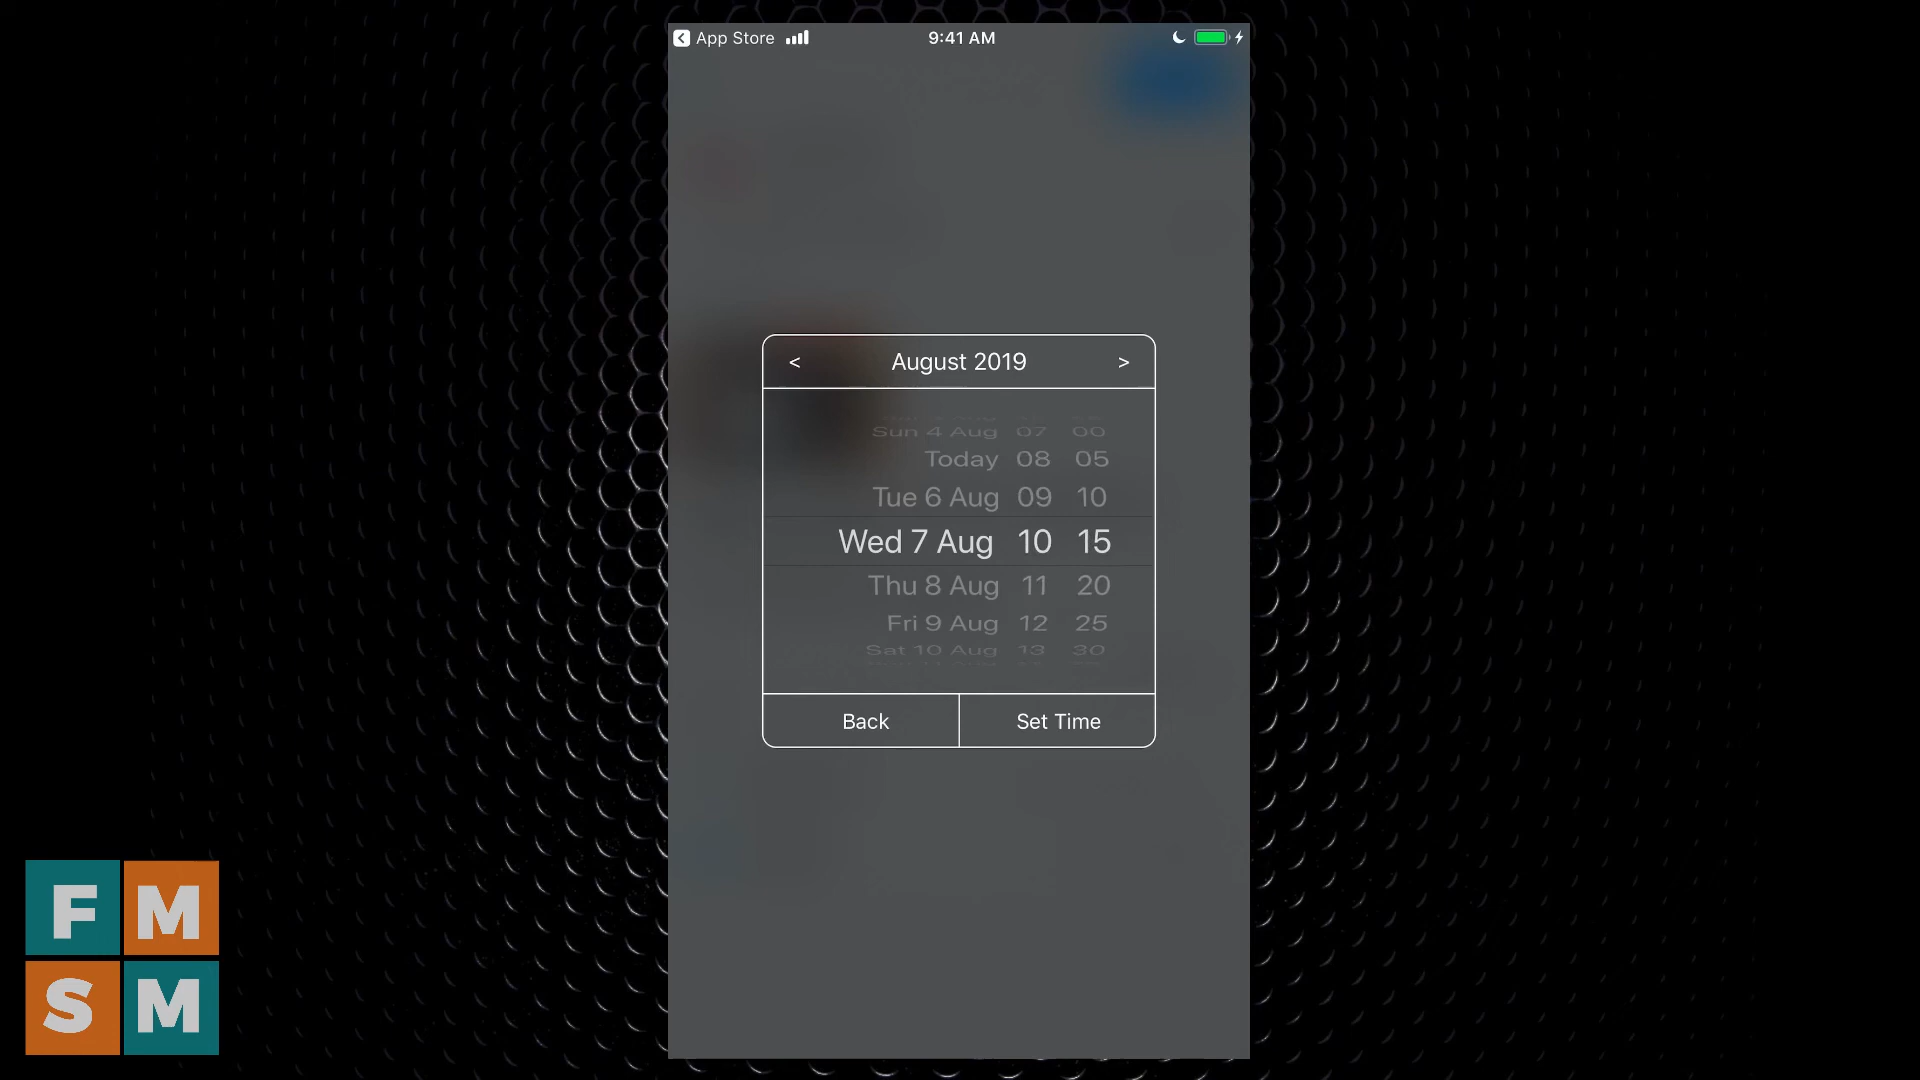 App Store 9:41 AM
< August 2019 >
Sun 4 Aug 07 00
Today 08 05
Tue 6 Aug 09 10
Wed 7 Aug 10 15
Thu 8 Aug 11 20
Fri 9 Aug 12 25
Sat 10 Aug 13 30
Back Set Time
F M
S M